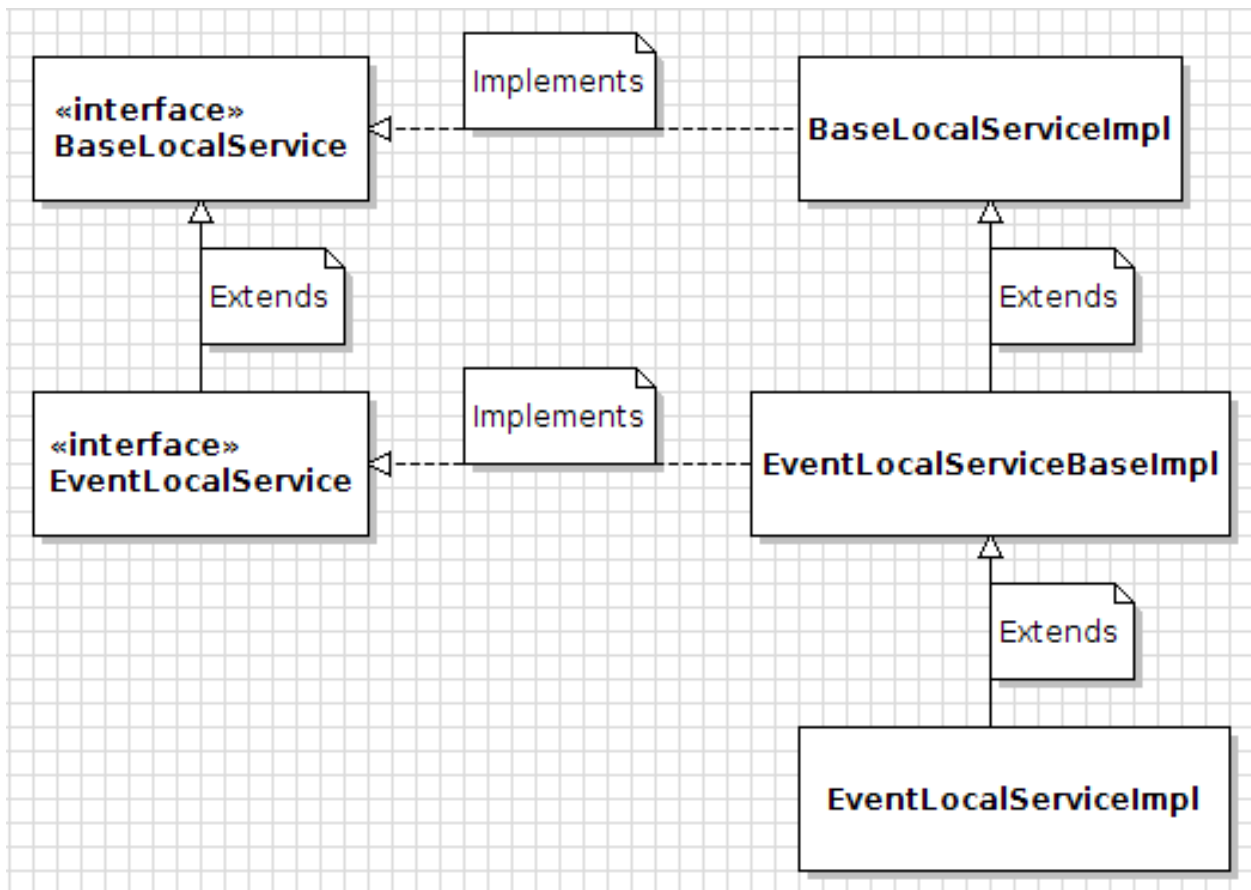 Implements
«interface»
BaseLocalService
BaseLocalServiceImpl
Extends
Extends
Implements
«interface»
EventLocalService
EventLocalServiceBaseImpl
Extends
EventLocalServiceImpl